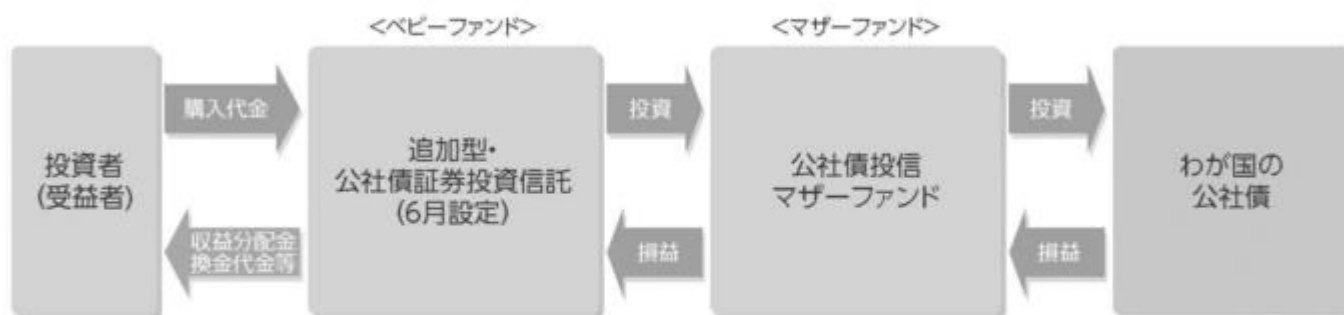 <ベビーファンド>
<マザーファンド>
投資者
(受益者)
購入代金
収益分配金
換金代金等
追加型・
公社債証券投資信託
(6月設定)
投資
損益
公社債投信
マザーファンド
投資
損益
わが国の
公社債